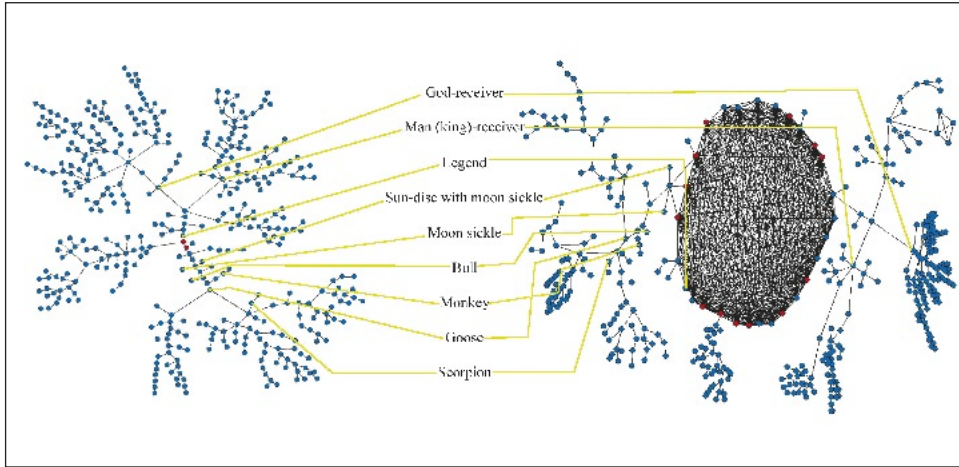 God-receiver
Man (king)-receiver
Legend
Sun-disc with moon sickle
Moon sickle
Bull
Monkey
Goose
Scorpion